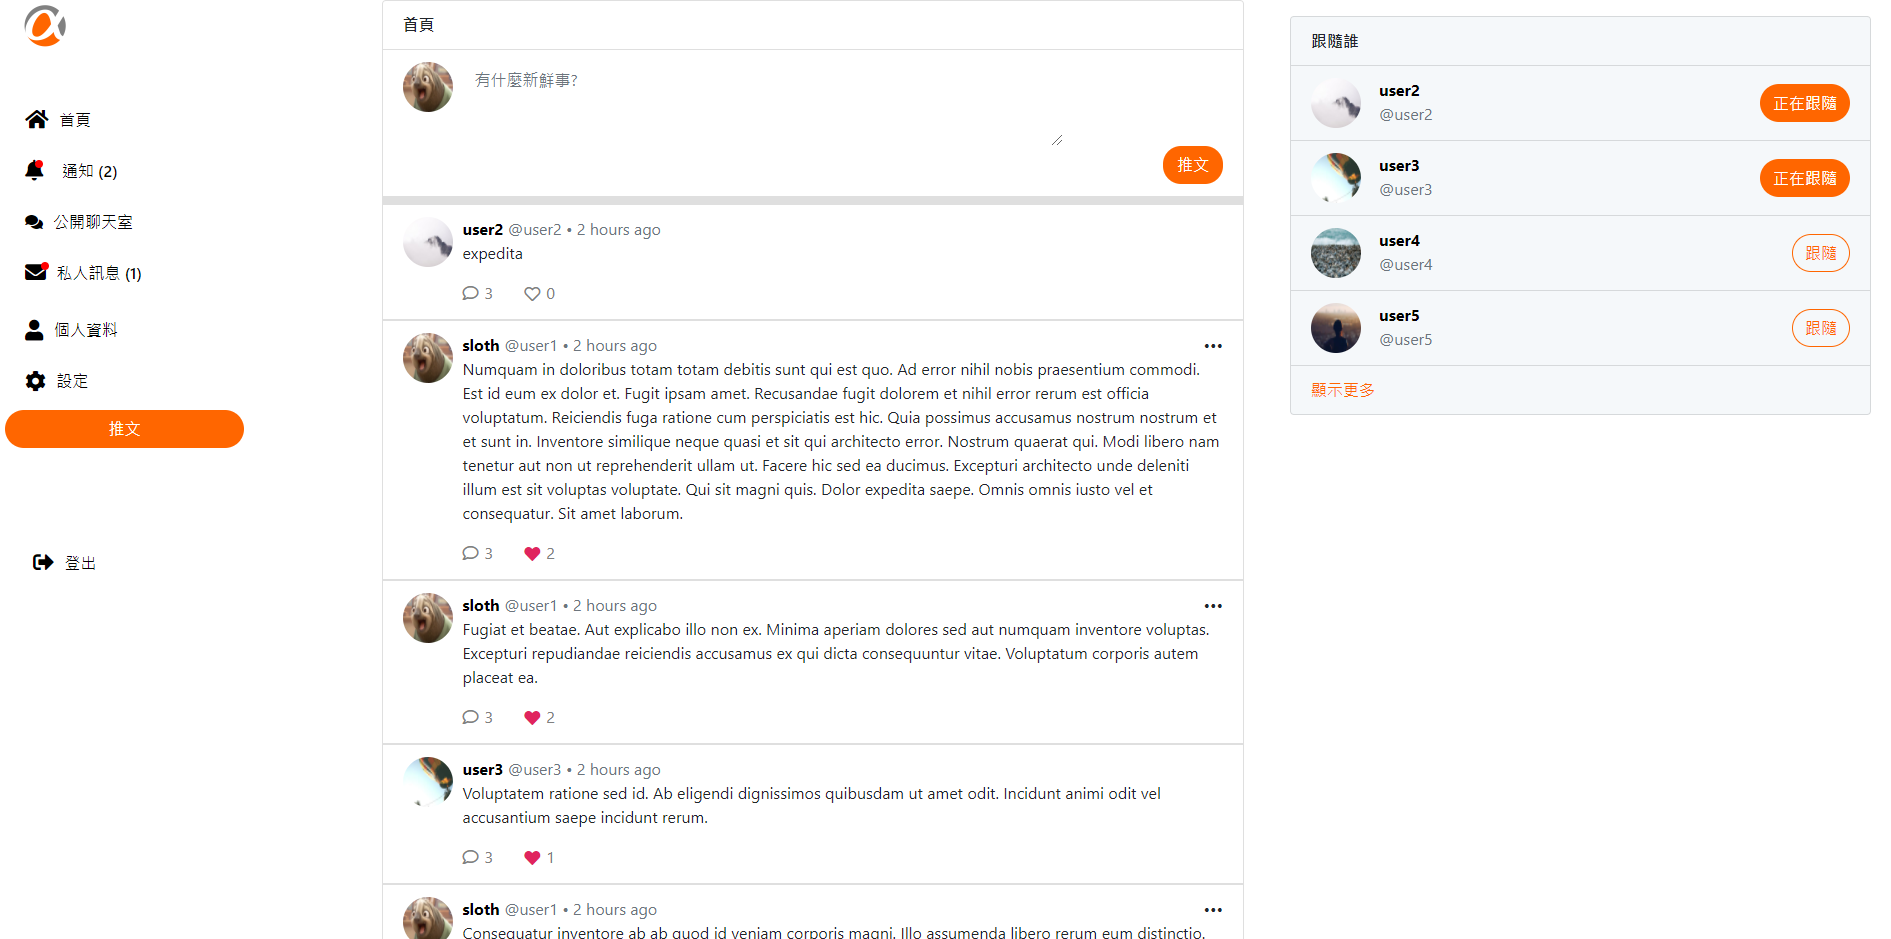 首頁
通知 (2)
公開聊天室
私人訊息 (1)
個人資料
設定
推文
登出
首頁
有什麼新鮮事?
推文
user2 @user2 • 2 hours ago
expedita
3 0
sloth @user1 • 2 hours ago
Numquam in doloribus totam totam debitis sunt qui est quo. Ad error nihil nobis praesentium commodi.
Est id eum ex dolor et. Fugit ipsam amet. Recusandae fugit dolorem et nihil error rerum est officia
voluptatum. Reiciendis fuga ratione cum perspiciatis est hic. Quia possimus accusamus nostrum nostrum et
et sunt in. Inventore similique neque quasi et sit qui architecto error. Nostrum quaerat qui. Modi libero nam
tenetur aut non ut reprehenderit ullam ut. Facere hic sed ea ducimus. Excepturi architecto unde deleniti
illum est sit voluptas voluptate. Qui sit magni quis. Dolor expedita saepe. Omnis omnis iusto vel et
consequatur. Sit amet laborum.
3 2
sloth @user1 • 2 hours ago
Fugiat et beatae. Aut explicabo illo non ex. Minima aperiam dolores sed aut numquam inventore voluptas.
Excepturi repudiandae reiciendis accusamus ex qui dicta consequuntur vitae. Voluptatum corporis autem
placeat ea.
3 2
user3 @user3 • 2 hours ago
Voluptatem ratione sed id. Ab eligendi dignissimos quibusdam ut amet odit. Incidunt animi odit vel
accusantium saepe incidunt rerum.
3 1
sloth @user1 • 2 hours ago
Consequatur inventore ab ab quod id veniam corporis magni. Illo assumenda libero rerum eum distinctio.
跟隨誰
user2
@user2
正在跟隨
user3
@user3
正在跟隨
user4
@user4
跟隨
user5
@user5
跟隨
顯示更多